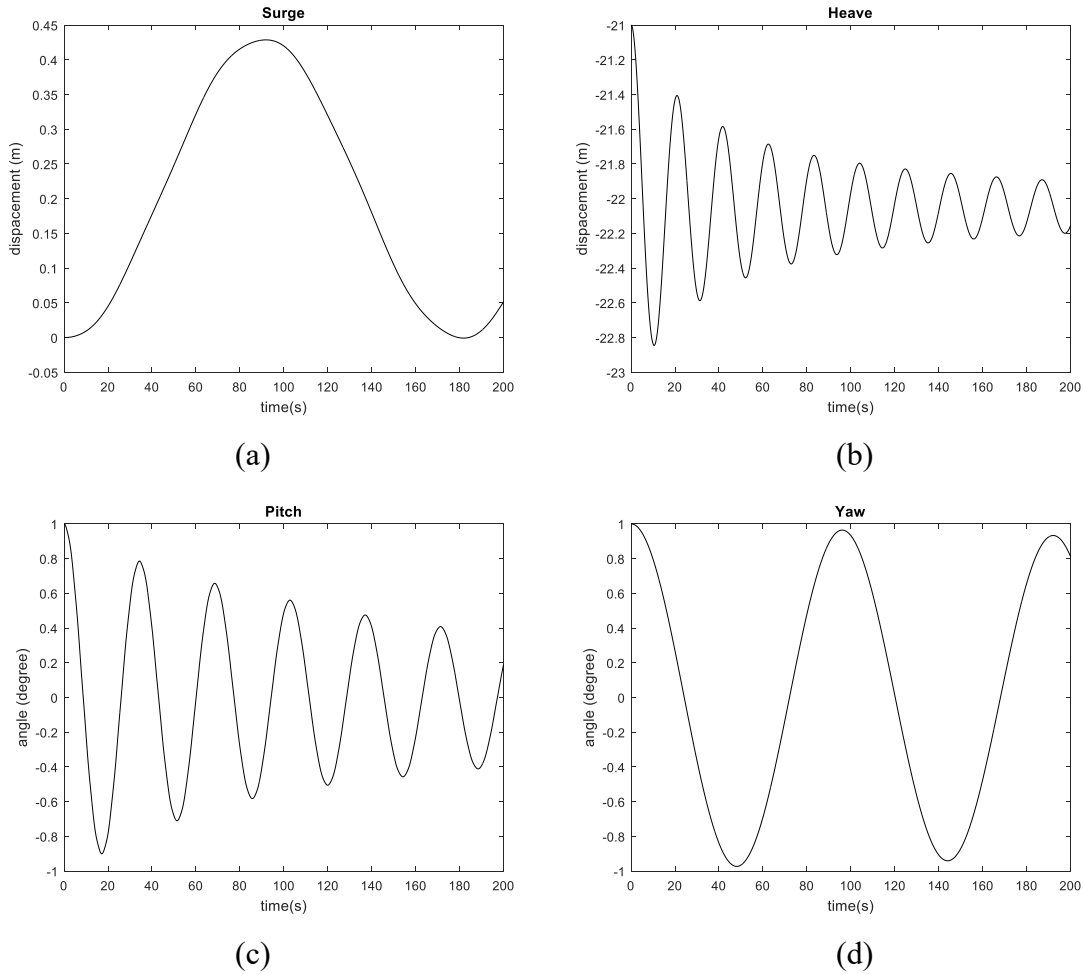 Surge
0.45
0.4
0.35
0.3
0.25
0.2
0.15
0.1
0.05
0
-0.05
dispacement (m)
0 20 40 60 80 100 120 140 160 180 200
time(s)
(a)
Heave
-21
-21.2
-21.4
-21.6
-21.8
-22
-22.2
-22.4
-22.6
-22.8
-23
dispacement (m)
0 20 40 60 80 100 120 140 160 180 200
time(s)
(b)
Pitch
1
0.8
0.6
0.4
0.2
0
-0.2
-0.4
-0.6
-0.8
-1
angle (degree)
0 20 40 60 80 100 120 140 160 180 200
time(s)
(c)
Yaw
1
0.8
0.6
0.4
0.2
0
-0.2
-0.4
-0.6
-0.8
-1
angle (degree)
0 20 40 60 80 100 120 140 160 180 200
time(s)
(d)